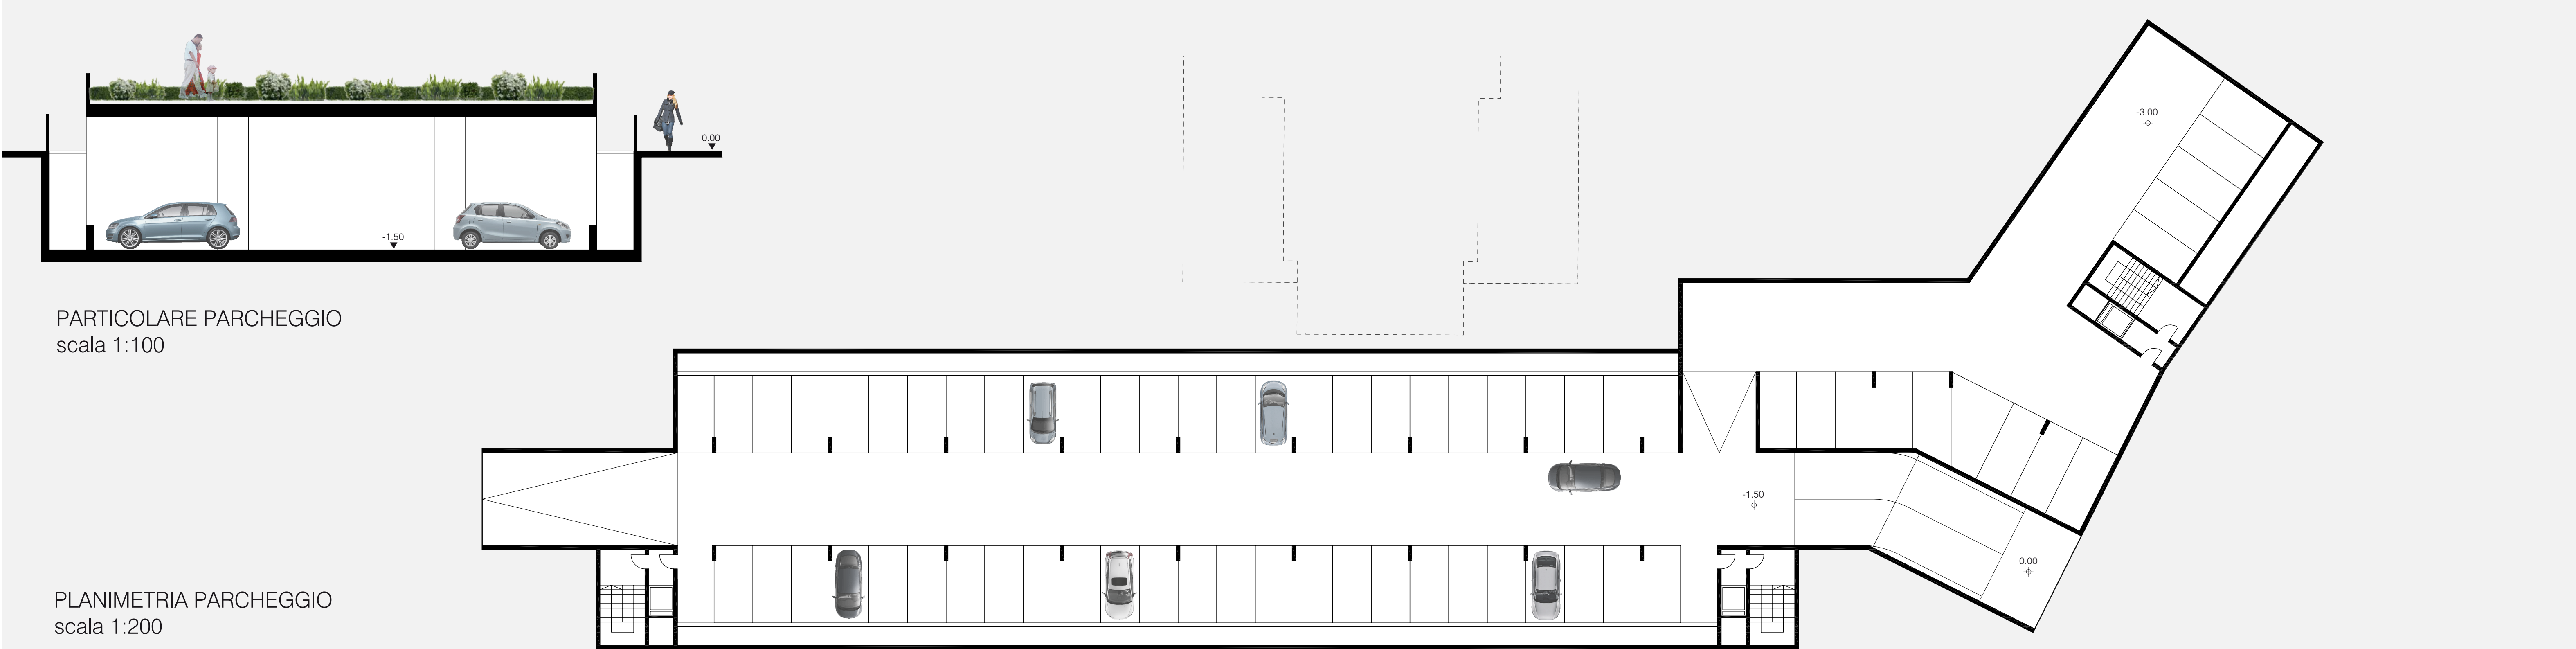 0.00
-1.50
PARTICOLARE PARCHEGGIO
scala 1:100
-3.00
-1.50
0.00
PLANIMETRIA PARCHEGGIO
scala 1:200